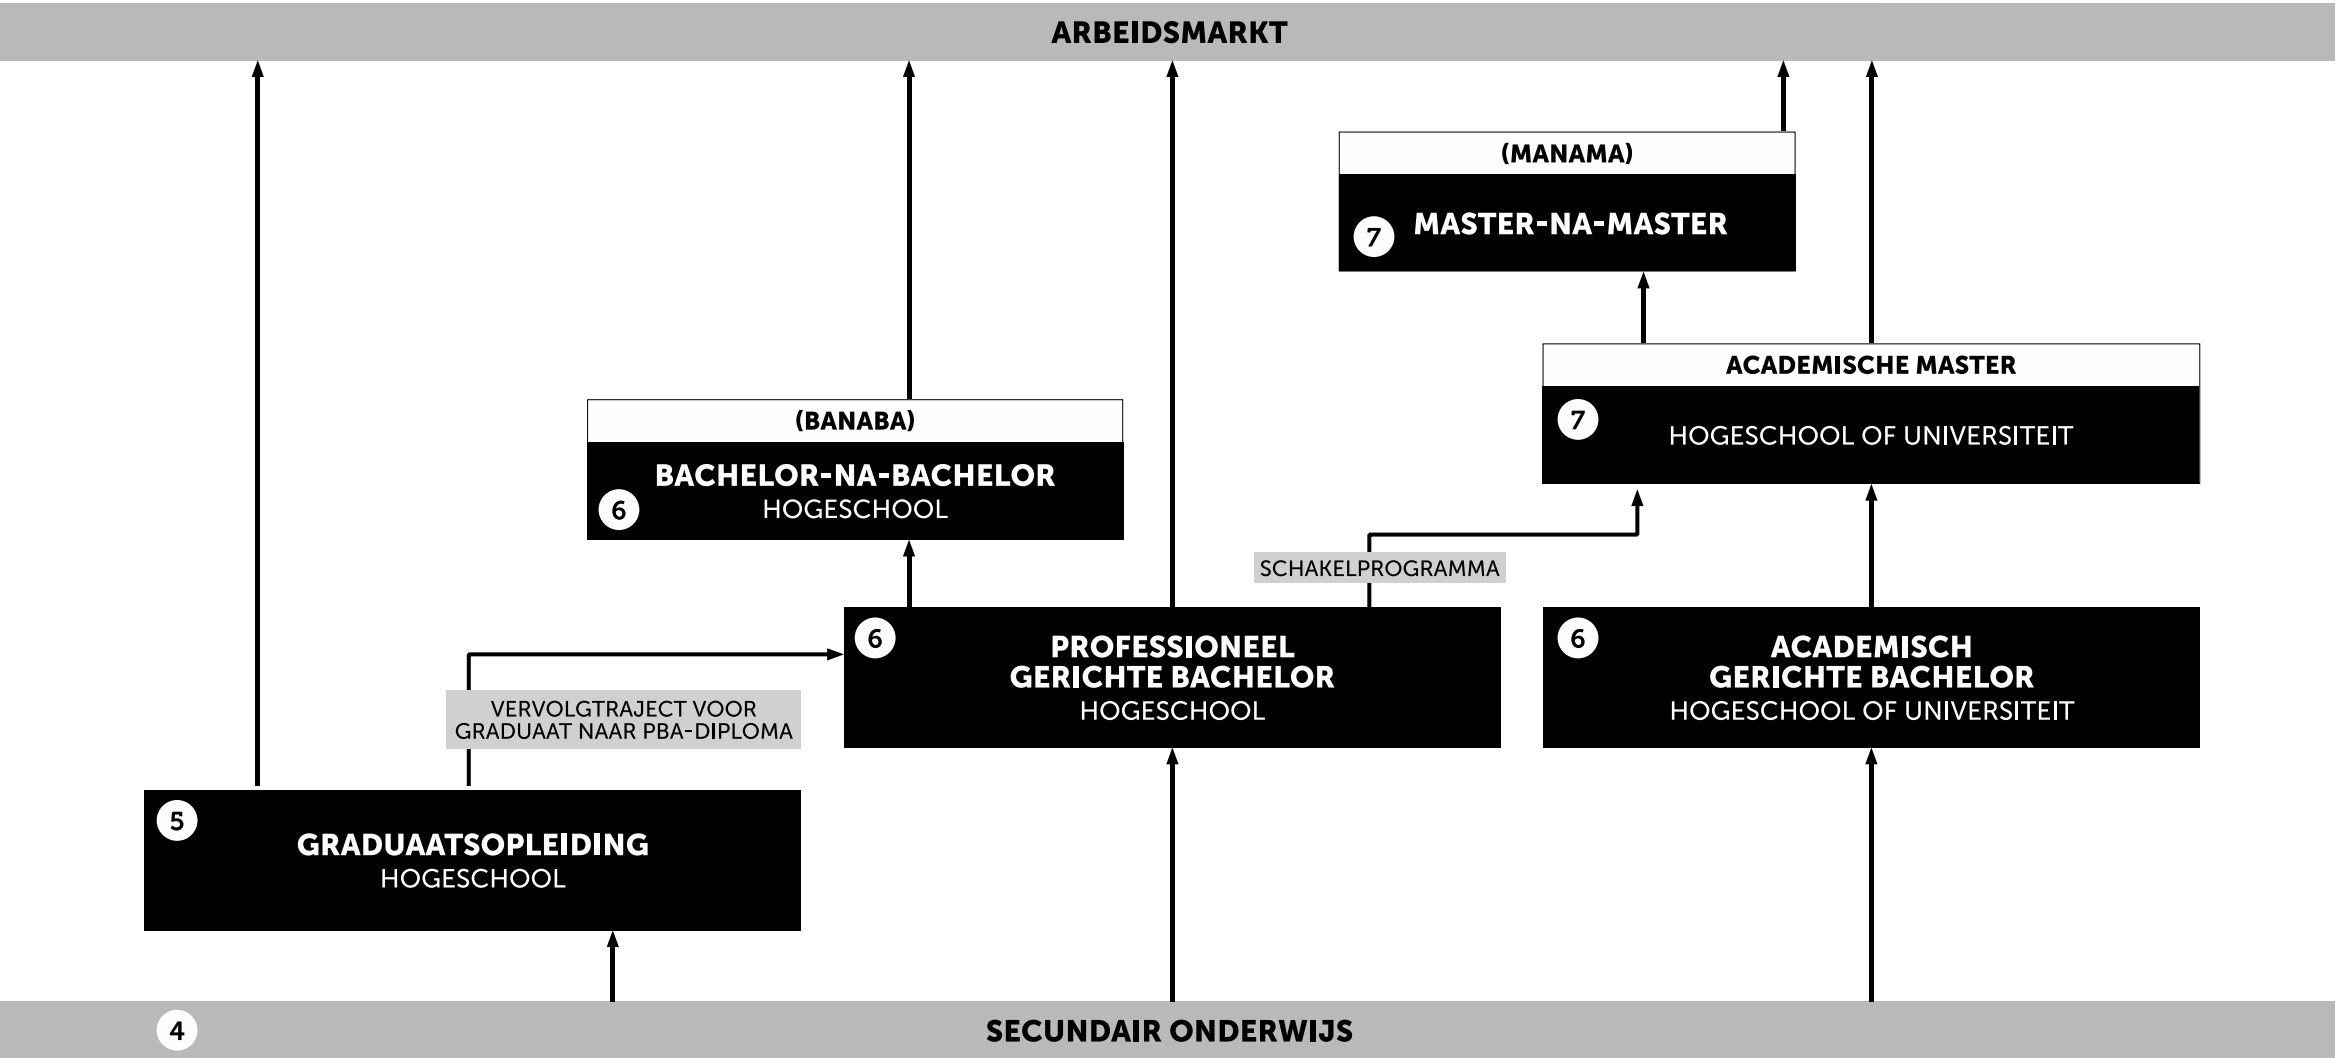 ARBEIDSMARKT
(MANAMA)
7 MASTER-NA-MASTER
ACADEMISCHE MASTER
7
HOGESCHOOL OF UNIVERSITEIT
(BANABA)
BACHELOR-NA-BACHELOR
6
HOGESCHOOL
SCHAKELPROGRAMMA
6
PROFESSIONEEL
GERICHTE BACHELOR
HOGESCHOOL
6
ACADEMISCH
GERICHTE BACHELOR
HOGESCHOOL OF UNIVERSITEIT
VERVOLGTRAJECT VOOR
GRADUAAT NAAR PBA-DIPLOMA
5
GRADUAATSOPLEIDING
HOGESCHOOL
4
SECUNDAIR ONDERWIJS